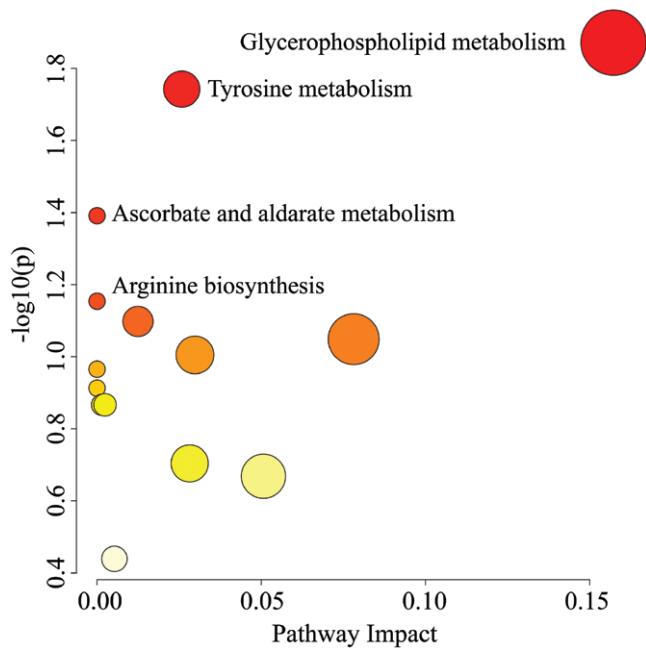 Glycerophospholipid metabolism
Tyrosine metabolism
Ascorbate and aldarate metabolism
Arginine biosynthesis
-log10(p)
1.8
1.6
1.4
1.2
1.0
0.8
0.6
0.4
0.00 0.05 0.10 0.15
Pathway Impact